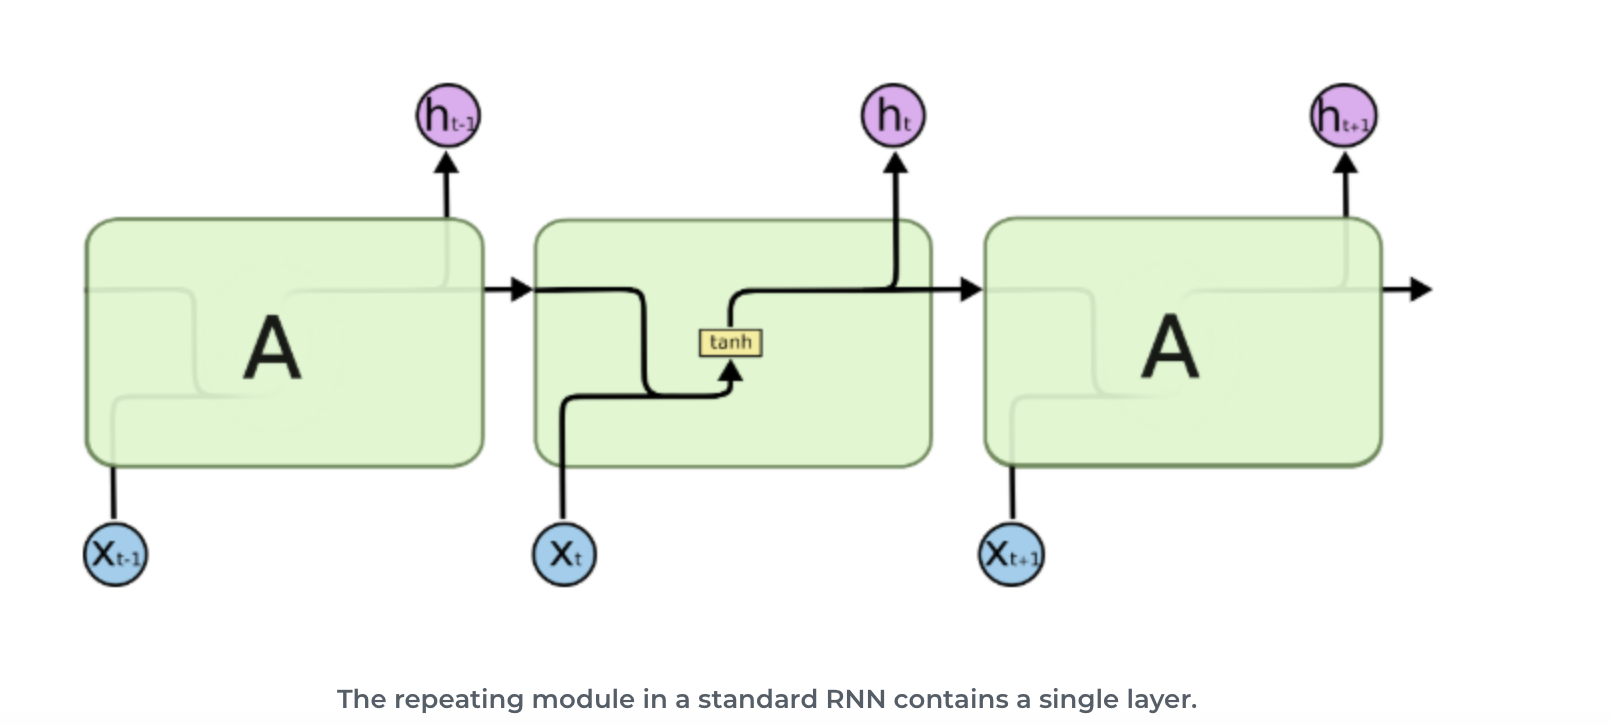 ht-1 ht ht+1
A tanh A
xt-1 xt xt+1
The repeating module in a standard RNN contains a single layer.